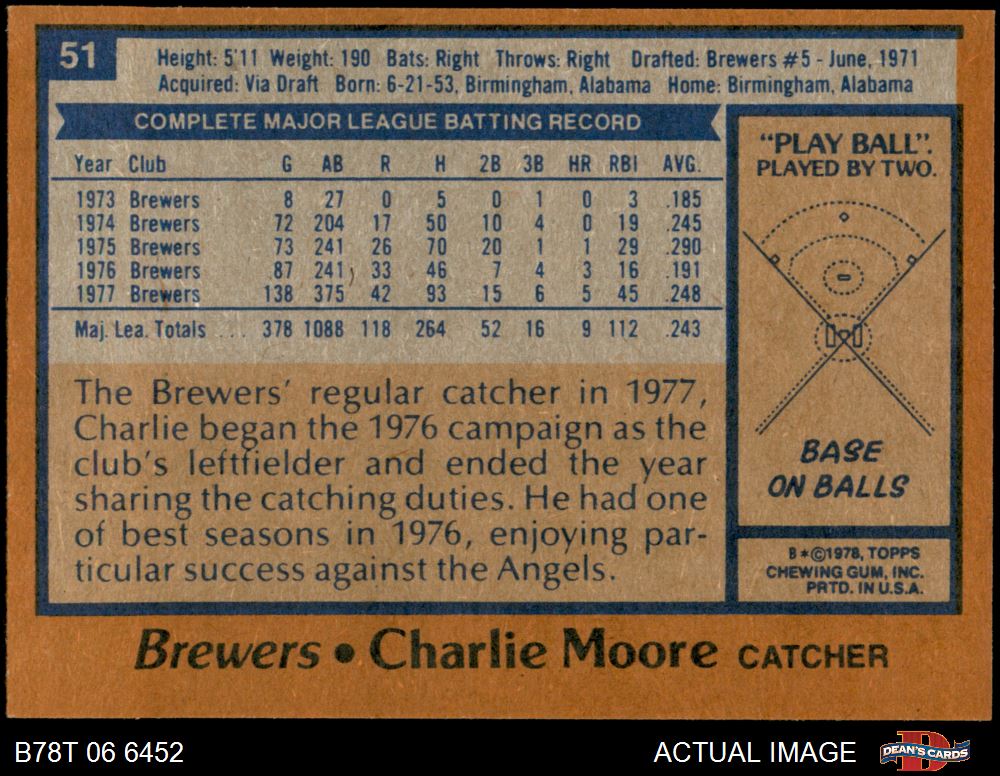 51
Height: 5'11 Weight: 190 Bats: Right Throws: Right Drafted: Brewers #5 - June, 1971
Acquired: Via Draft Born: 6-21-53, Birmingham, Alabama Home: Birmingham, Alabama
COMPLETE MAJOR LEAGUE BATTING RECORD
Year Club G AB R H 2B 3B HR RBI AVG.
1973 Brewers 8 27 0 5 0 1 0 3 .185
1974 Brewers 72 204 17 50 10 4 0 19 .245
1975 Brewers 73 241 26 70 20 1 1 29 .290
1976 Brewers 87 241 33 46 7 4 3 16 .191
1977 Brewers 138 375 42 93 15 6 5 45 .248
Maj. Lea. Totals ... 378 1088 118 264 52 16 9 112 .243
The Brewers' regular catcher in 1977,
Charlie began the 1976 campaign as the
club's leftfielder and ended the year
sharing the catching duties. He had one
of best seasons in 1976, enjoying par-
ticular success against the Angels.
"PLAY BALL".
PLAYED BY TWO.
BASE
ON BALLS
B*©1978, TOPPS
CHEWING GUM, INC.
PRTD. IN U.S.A.
Brewers • Charlie Moore CATCHER
B78T 06 6452
ACTUAL IMAGE
DEAN'S CARDS